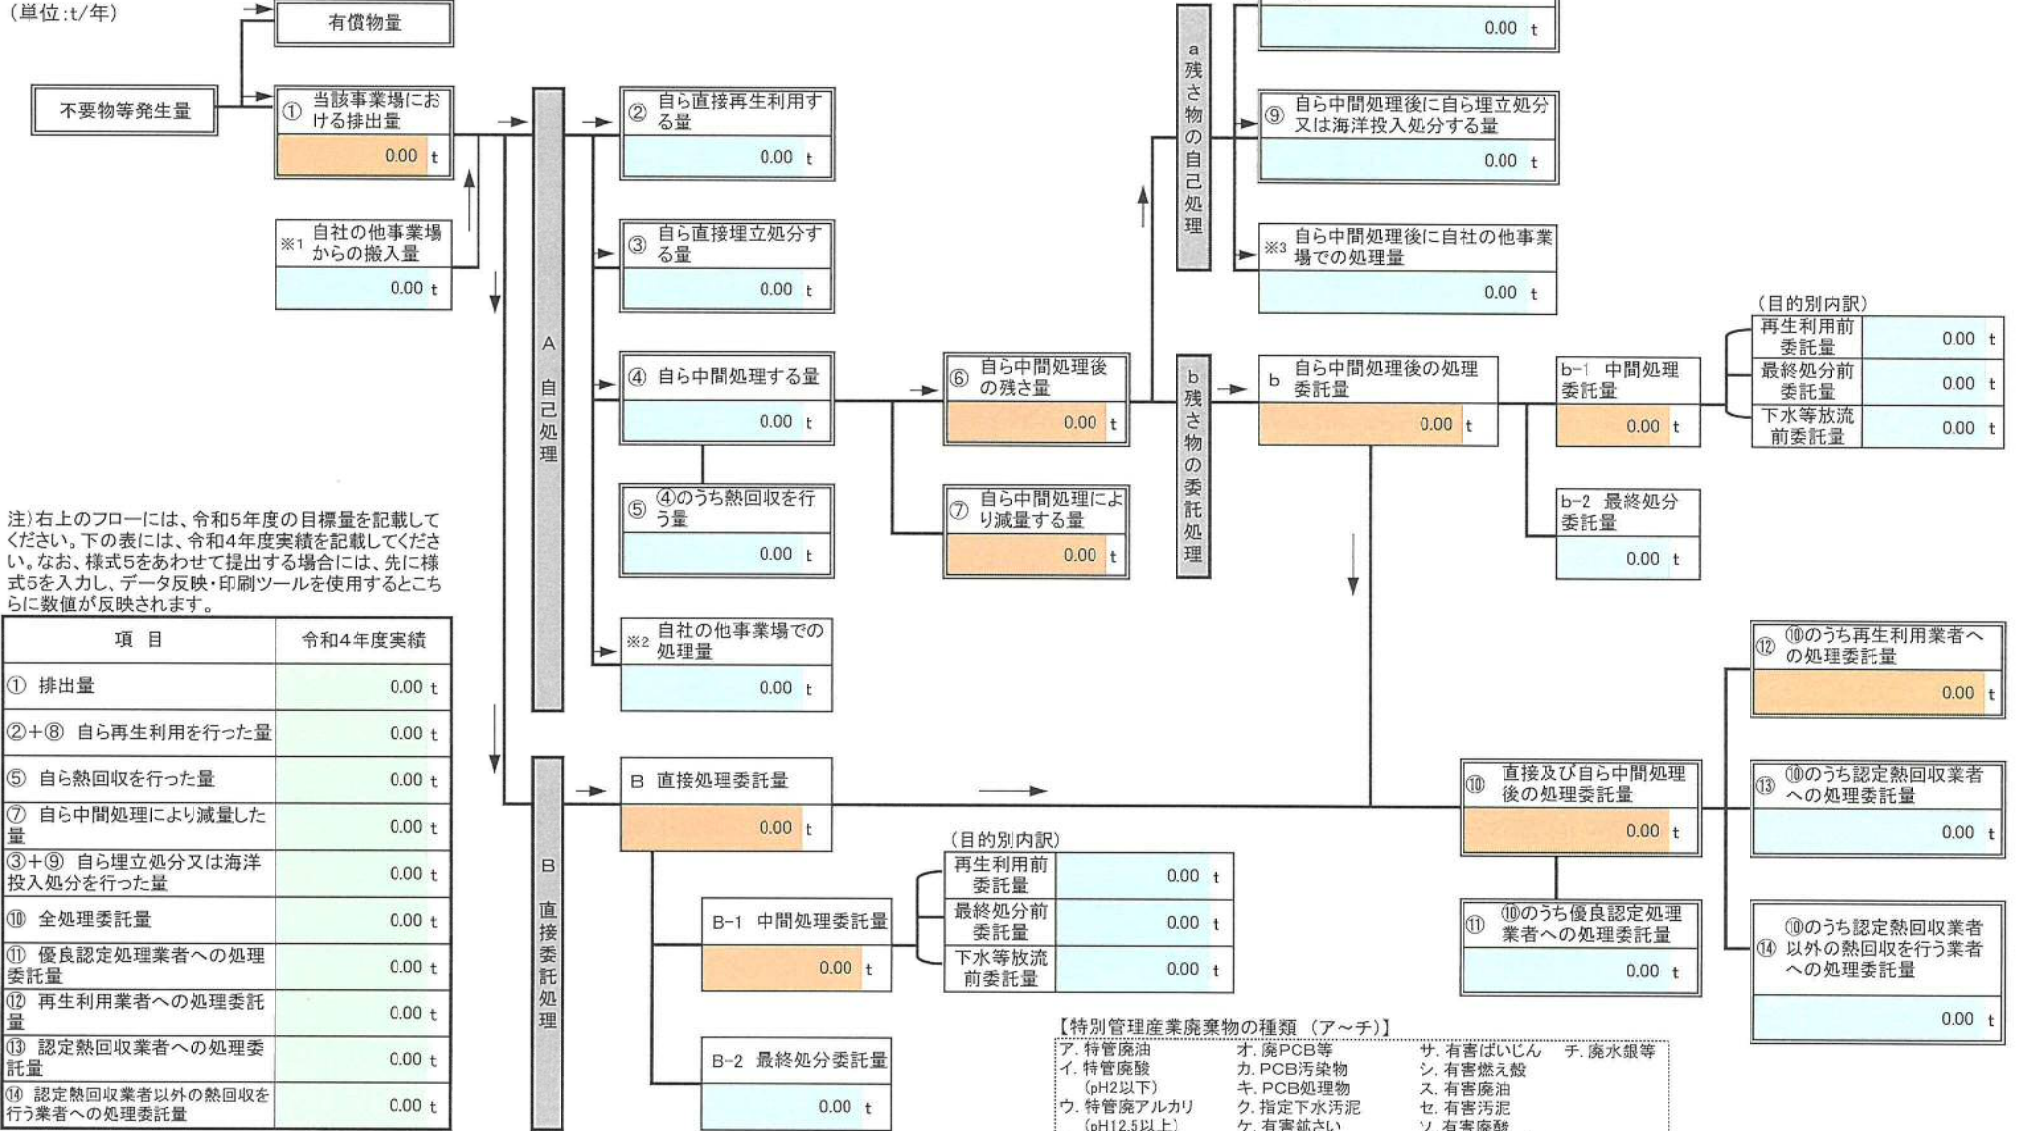 (単位:t/年)
有償物量
不要物等発生量
① 当該事業場にお
ける排出量
0.00 t
※1 自社の他事業場
からの搬入量
0.00 t
A 自己処理
② 自ら直接再生利用す
る量
0.00 t
③ 自ら直接埋立処分す
る量
0.00 t
④ 自ら中間処理する量
0.00 t
⑤ ④のうち熱回収を行
う量
0.00 t
※2 自社の他事業場での
処理量
0.00 t
⑥ 自ら中間処理後
の残さ量
0.00 t
⑦ 自ら中間処理によ
り減量する量
0.00 t
a 残さ物の自己処理
0.00 t
⑨ 自ら中間処理後に自ら埋立処分
又は海洋投入処分する量
0.00 t
※3 自ら中間処理後に自社の他事業
場での処理量
0.00 t
b 残さ物の委託処理
b 自ら中間処理後の処理
委託量
0.00 t
b-1 中間処理
委託量
0.00 t
(目的別内訳)
再生利用前
委託量
0.00 t
最終処分前
委託量
0.00 t
下水等放流
前委託量
0.00 t
b-2 最終処分
委託量
0.00 t
注)右上のフローには、令和5年度の目標量を記載して
ください。下の表には、令和4年度実績を記載してくださ
い。なお、様式5をあわせて提出する場合には、先に様
式5を入力し、データ反映・印刷ツールを使用するとこち
らに数値が反映されます。
項 目 令和4年度実績
① 排出量 0.00 t
②+⑧ 自ら再生利用を行った量 0.00 t
⑤ 自ら熱回収を行った量 0.00 t
⑦ 自ら中間処理により減量した
量 0.00 t
③+⑨ 自ら埋立処分又は海洋
投入処分を行った量 0.00 t
⑩ 全処理委託量 0.00 t
⑪ 優良認定処理業者への処理
委託量 0.00 t
⑫ 再生利用業者への処理委託
量 0.00 t
⑬ 認定熱回収業者への処理委
託量 0.00 t
⑭ 認定熱回収業者以外の熱回収を
行う業者への処理委託量 0.00 t
B 直接委託処理
B 直接処理委託量
0.00 t
B-1 中間処理委託量
0.00 t
(目的別内訳)
再生利用前
委託量
0.00 t
最終処分前
委託量
0.00 t
下水等放流
前委託量
0.00 t
B-2 最終処分委託量
0.00 t
⑩ 直接及び自ら中間処理
後の処理委託量
0.00 t
⑪ ⑩のうち優良認定処理
業者への処理委託量
0.00 t
⑫ ⑩のうち再生利用業者へ
の処理委託量
0.00 t
⑬ ⑩のうち認定熱回収業者
への処理委託量
0.00 t
⑭ ⑩のうち認定熱回収業者
以外の熱回収を行う業者
への処理委託量
0.00 t
【特別管理産業廃棄物の種類 (ア～チ)】
ア. 特管廃油 オ. 廃PCB等 サ. 有害ばいじん チ. 廃水銀等
イ. 特管廃酸 カ. PCB汚染物 シ. 有害燃え殻
(pH2以下) キ. PCB処理物 ス. 有害廃油
ウ. 特管廃アルカリ ク. 指定下水汚泥 セ. 有害汚泥
(pH12.5以上) ケ. 有害鉱さい ソ. 有害廃酸